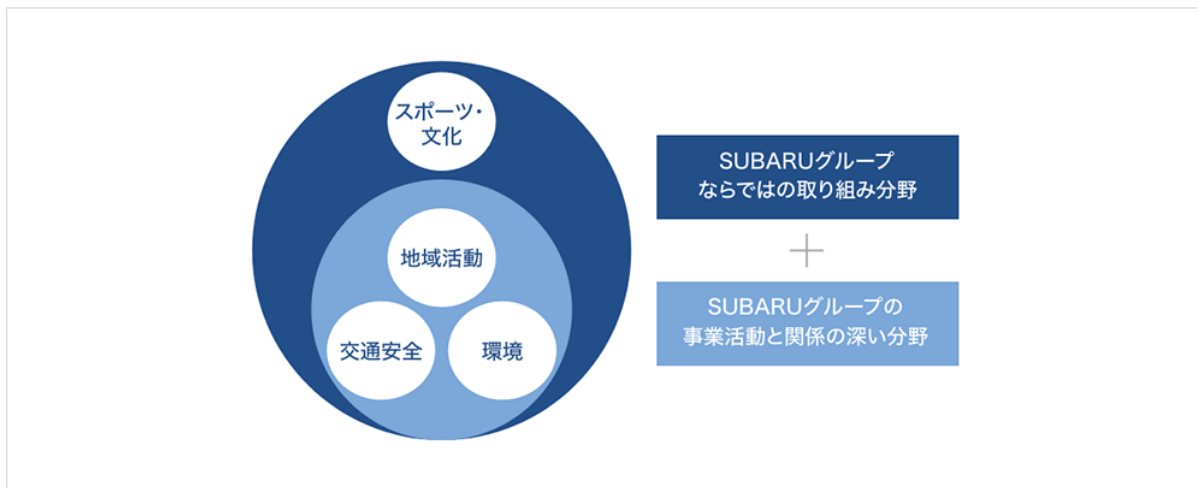 スポーツ・
文化
地域活動
交通安全
環境
SUBARUグループ
ならではの取り組み分野
SUBARUグループの
事業活動と関係の深い分野